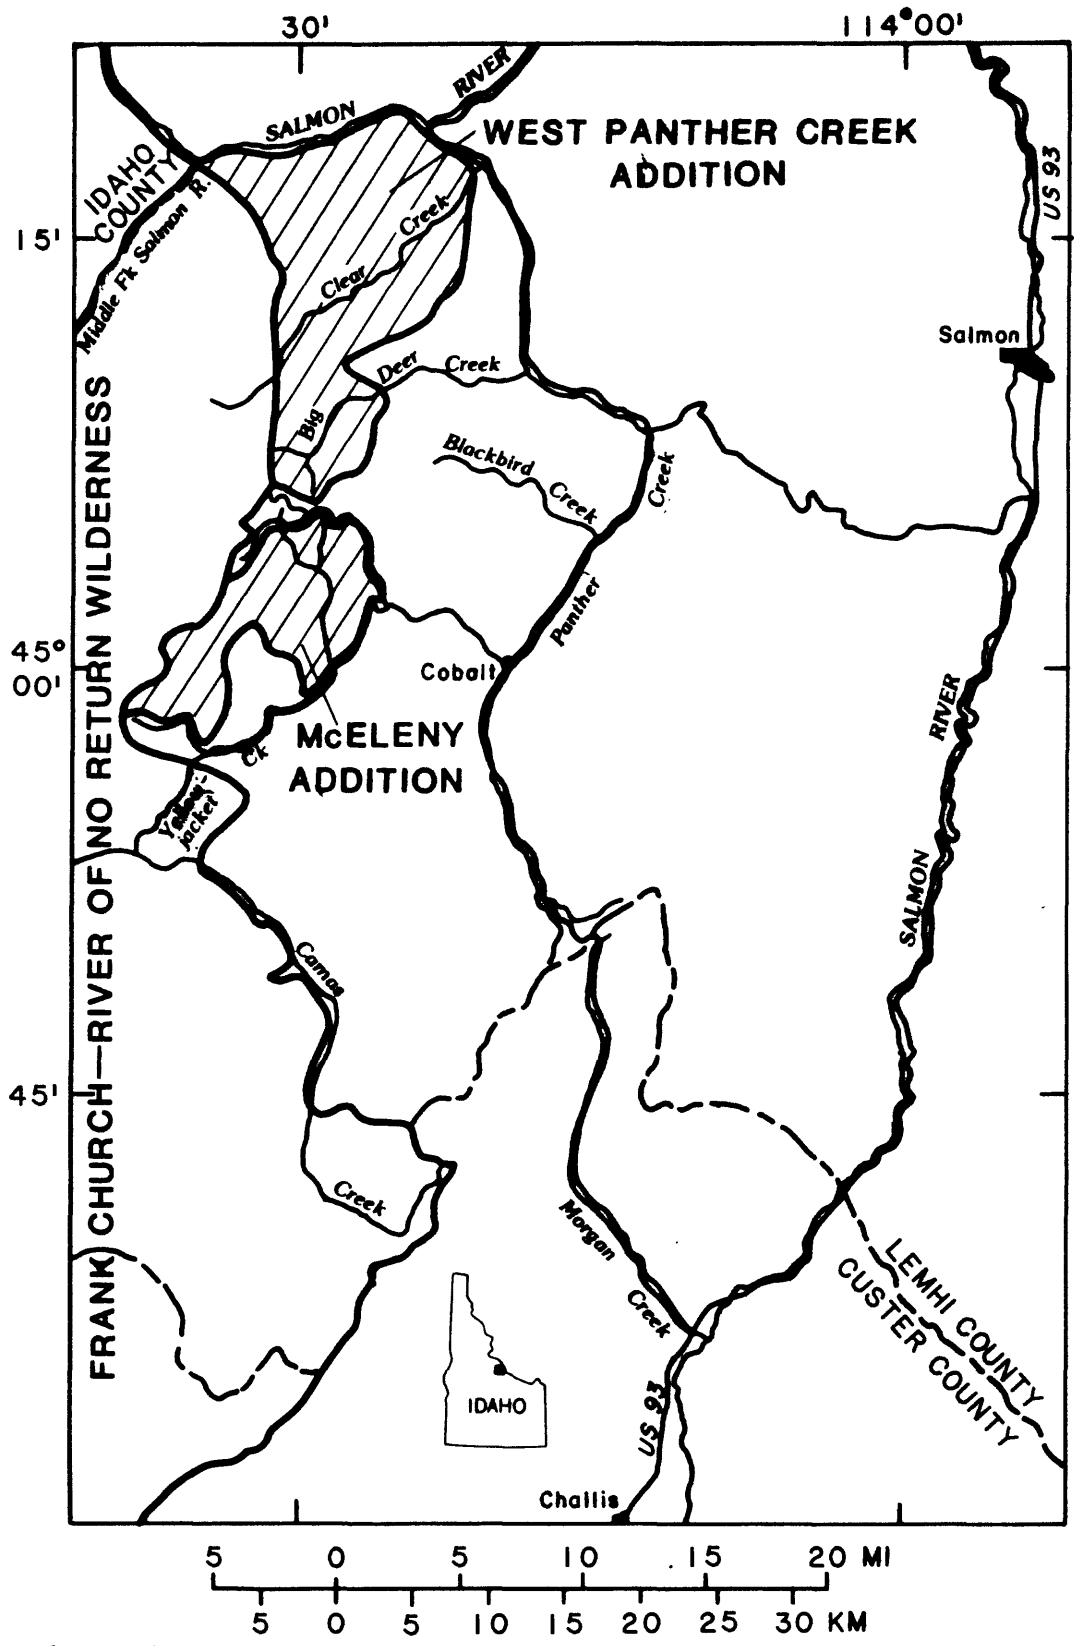 30'
114°00'
RIVER
SALMON
WEST PANTHER CREEK
ADDITION
IDAHO
COUNTY
US 93
15'
Middle Fk Salmon R.
Creek
Clear
Salmon
Deer Creek
Big
Blackbird
Creek
Creek
Panther
FRANK CHURCH—RIVER OF NO RETURN WILDERNESS
45°
00'
Cobalt
RIVER
McELENY
ADDITION
Ck
Yellow-
jacket
SALMON
Camas
45'
Creek
Morgan
Creek
LEMHI COUNTY
CUSTER COUNTY
IDAHO
US 93
Challis
5 0 5 10 15 20 MI
5 0 5 10 15 20 25 30 KM